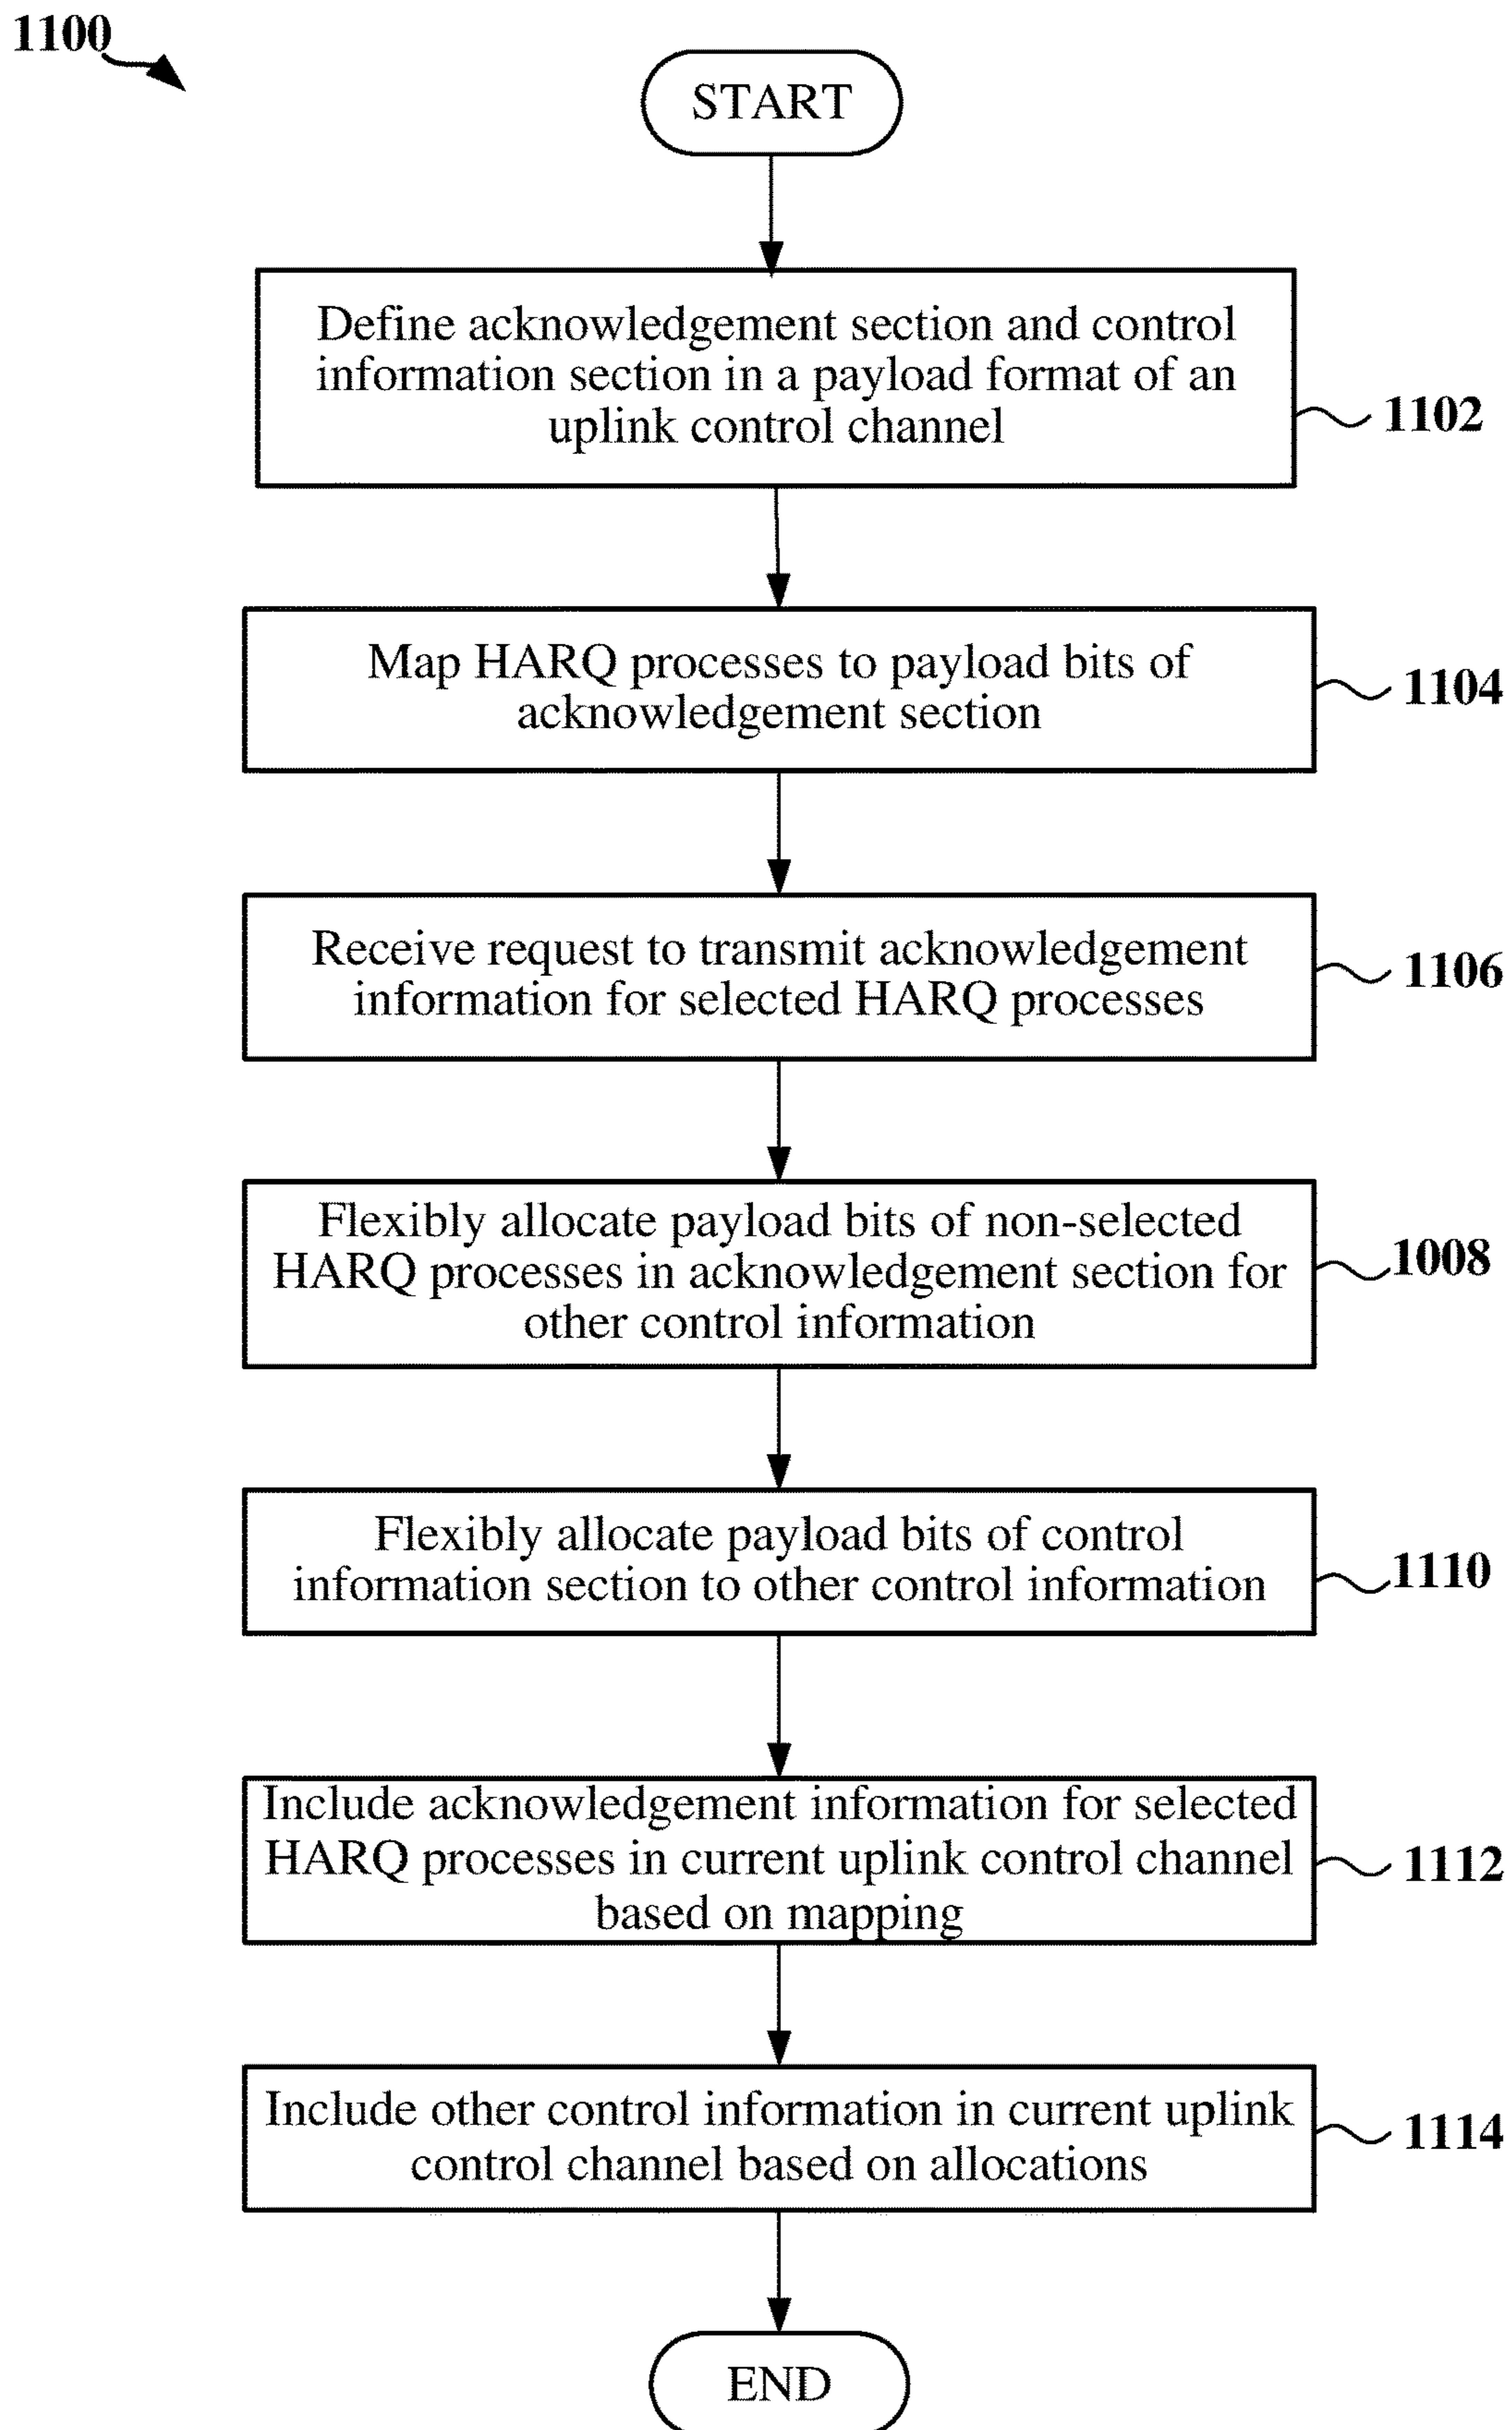 1100
START
Define acknowledgement section and control
information section in a payload format of an
uplink control channel
1102
Map HARQ processes to payload bits of
acknowledgement section
1104
Receive request to transmit acknowledgement
information for selected HARQ processes
1106
Flexibly allocate payload bits of non-selected
HARQ processes in acknowledgement section for
other control information
1008
Flexibly allocate payload bits of control
information section to other control information
1110
Include acknowledgement information for selected
HARQ processes in current uplink control channel
based on mapping
1112
Include other control information in current uplink
control channel based on allocations
1114
END